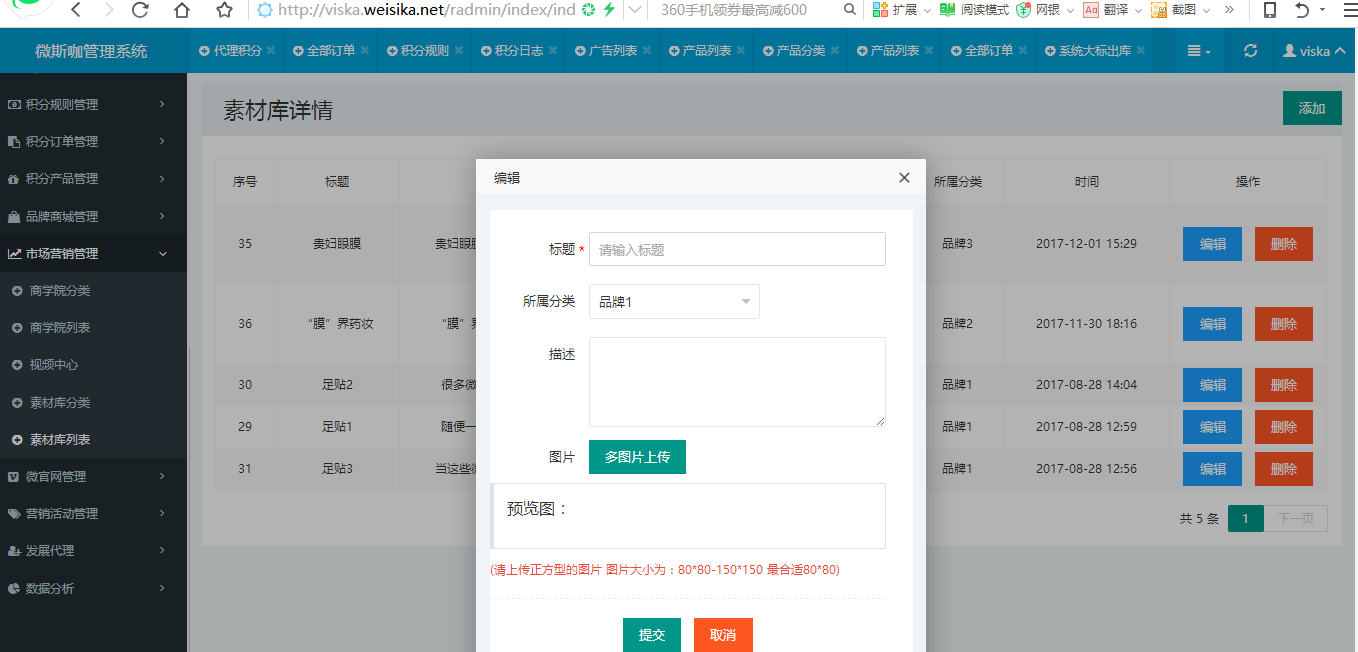 http://viska.weisika.net/radmin/index/ind 360手机领券最高减600 扩展 阅读模式 网银 Aあ 翻译 截图 »
微斯咖管理系统 代理积分 全部订单 积分规则 积分日志 广告列表 产品列表 产品分类 产品列表 全部订单 系统大标出库 viska
积分规则管理
积分订单管理
积分产品管理
品牌商城管理
市场营销管理
商学院分类
商学院列表
视频中心
素材库分类
素材库列表
微官网管理
营销活动管理
发展代理
数据分析
素材库详情 添加
序号 标题 所属分类 时间 操作
35 贵妇眼膜 贵妇眼 品牌3 2017-12-01 15:29 编辑 删除
36 “膜”界药妆 “膜” 品牌2 2017-11-30 18:16 编辑 删除
30 足贴2 很多微 品牌1 2017-08-28 14:04 编辑 删除
29 足贴1 随便一 品牌1 2017-08-28 12:59 编辑 删除
31 足贴3 当这些 品牌1 2017-08-28 12:56 编辑 删除
共 5 条 1 下一页
编辑
标题 * 请输入标题
所属分类 品牌1
描述
图片 多图片上传
预览图：
(请上传正方型的图片 图片大小为：80*80-150*150 最合适80*80)
提交 取消